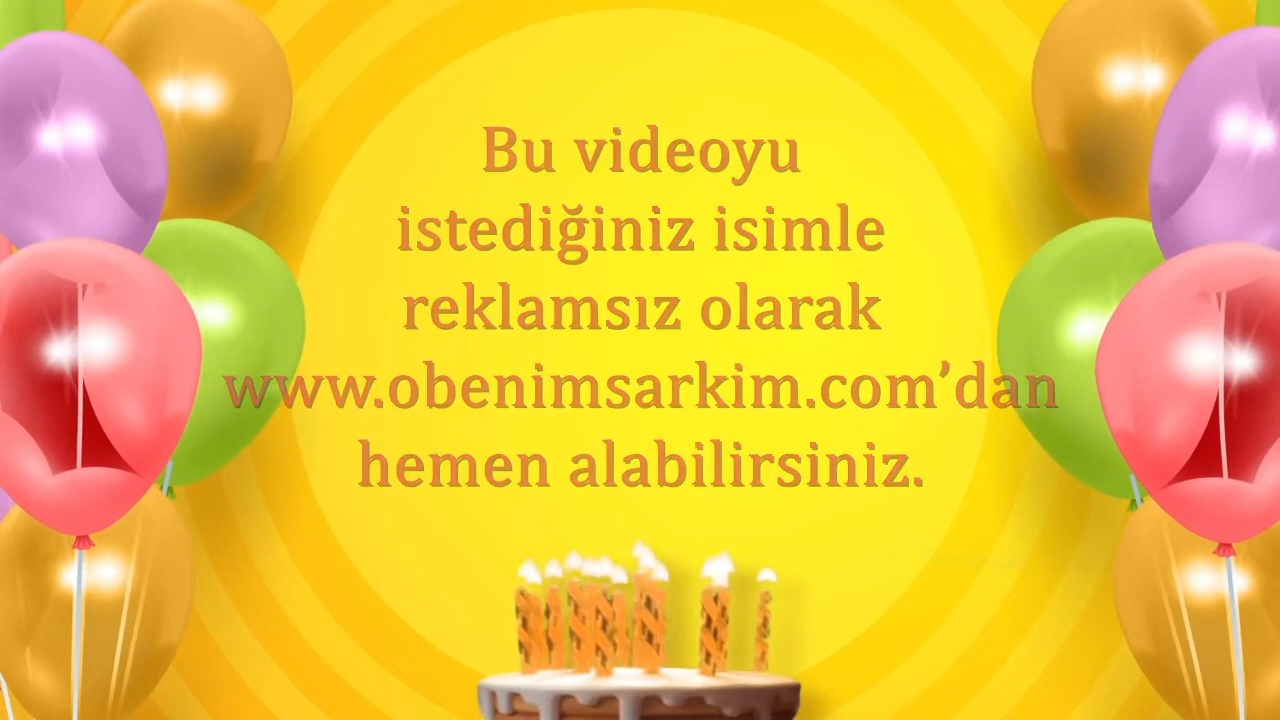 Bu videoyu
istediğiniz isimle
reklamsız olarak
www.obenimsarkim.com’dan
hemen alabilirsiniz.